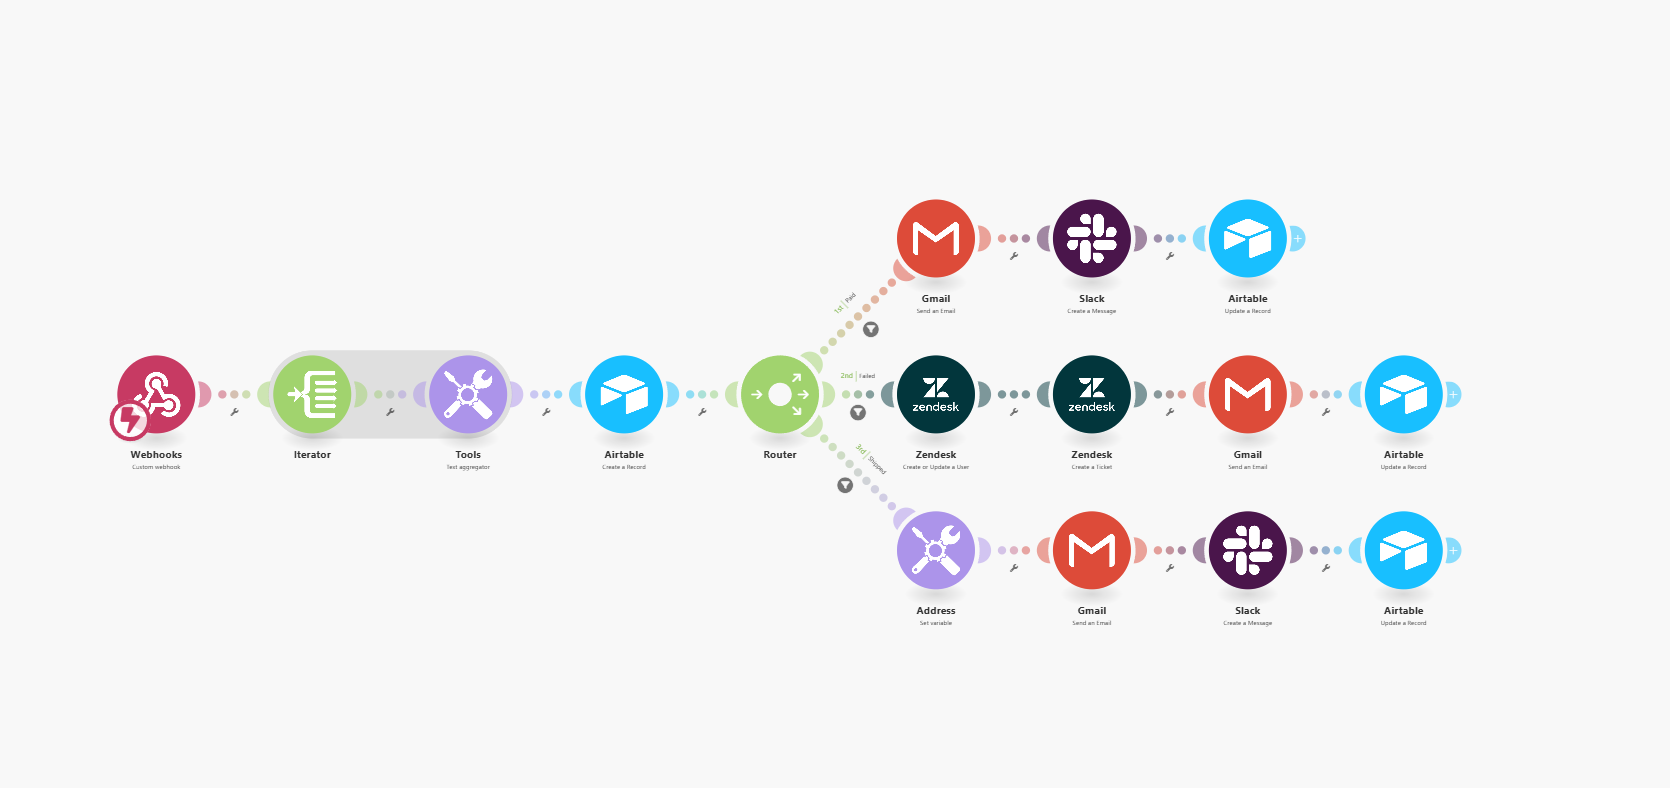 1st | Paid
Gmail
Send an Email
Slack
Create a Message
Airtable
Update a Record
Webhooks
Custom webhook
Iterator
Tools
Text aggregator
Airtable
Create a Record
Router
2nd | Failed
zendesk
Zendesk
Create or Update a User
zendesk
Zendesk
Create a Ticket
Gmail
Send an Email
Airtable
Update a Record
3rd | Shipped
Address
Set variable
Gmail
Send an Email
Slack
Create a Message
Airtable
Update a Record